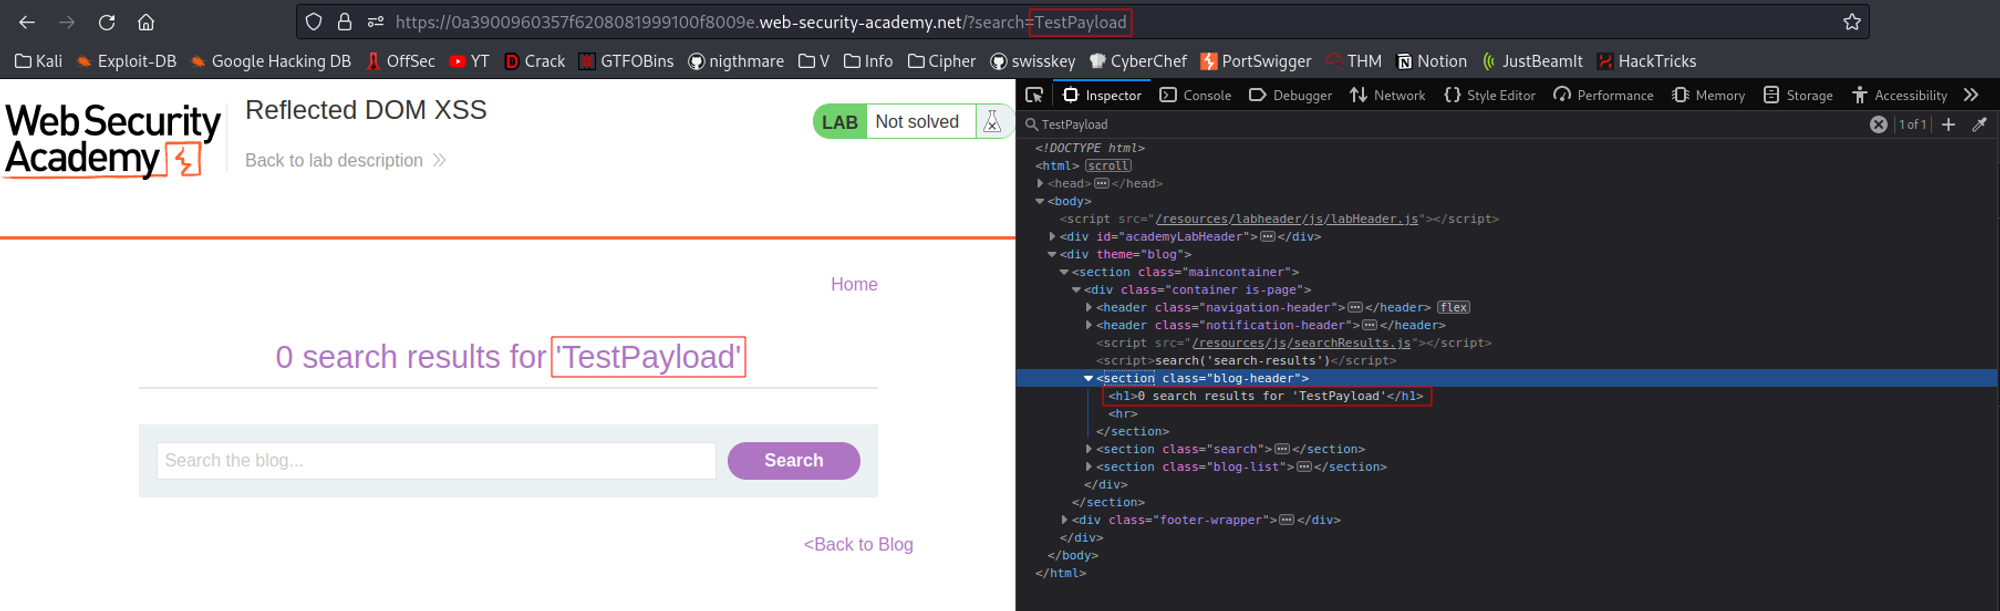 https://0a3900960357f6208081999100f8009e.web-security-academy.net/?search=TestPayload
Kali Exploit-DB Google Hacking DB OffSec YT Crack GTFOBins nigthmare V Info Cipher swisskey CyberChef PortSwigger THM Notion JustBeamIt HackTricks
Web Security
Academy
Reflected DOM XSS
Back to lab description
LAB Not solved
Home
0 search results for 'TestPayload'
Search the blog...
Search
<Back to Blog
Inspector Console Debugger Network Style Editor Performance Memory Storage Accessibility
TestPayload
1 of 1
<!DOCTYPE html>
<html> scroll
<head></head>
<body>
<script src="/resources/labheader/js/labHeader.js"></script>
<div id="academyLabHeader"></div>
<div theme="blog">
<section class="maincontainer">
<div class="container is-page">
<header class="navigation-header"></header> flex
<header class="notification-header"></header>
<script src="/resources/js/searchResults.js"></script>
<script>search('search-results')</script>
<section class="blog-header">
<h1>0 search results for 'TestPayload'</h1>
<hr>
</section>
<section class="search"></section>
<section class="blog-list"></section>
</div>
</section>
<div class="footer-wrapper"></div>
</div>
</body>
</html>